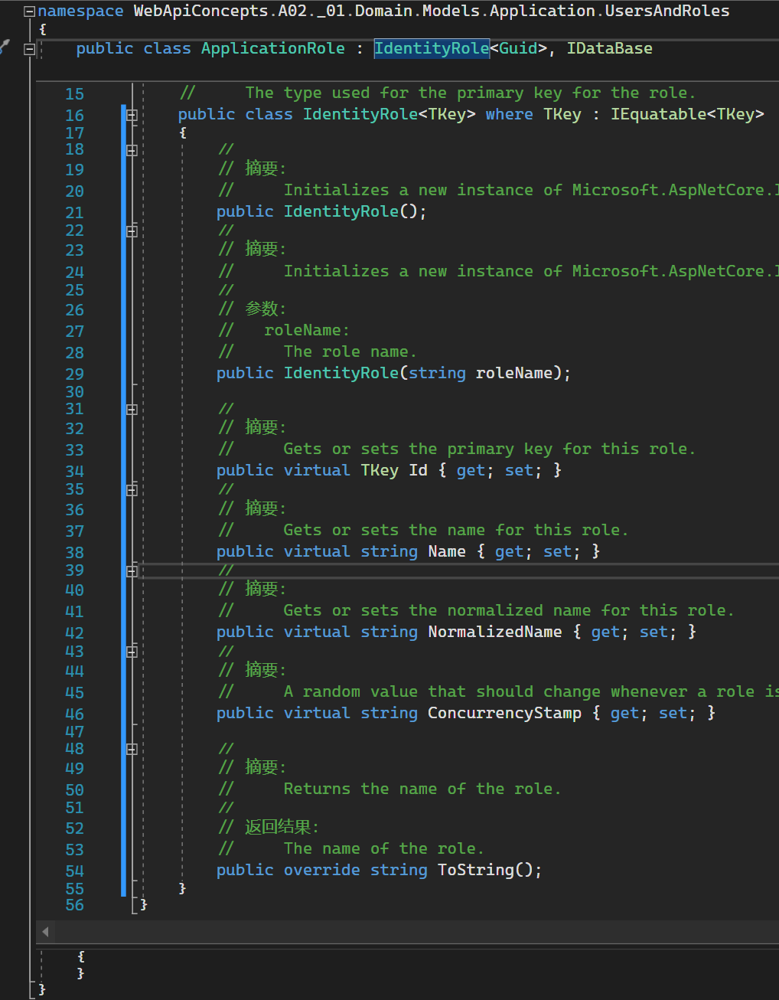 namespace WebApiConcepts.A02._01.Domain.Models.Application.UsersAndRoles
{
public class ApplicationRole : IdentityRole<Guid>, IDataBase
15 // The type used for the primary key for the role.
16 public class IdentityRole<TKey> where TKey : IEquatable<TKey>
17 {
18 //
19 // 摘要:
20 // Initializes a new instance of Microsoft.AspNetCore.I
21 public IdentityRole();
22 //
23 // 摘要:
24 // Initializes a new instance of Microsoft.AspNetCore.I
25 //
26 // 参数:
27 // roleName:
28 // The role name.
29 public IdentityRole(string roleName);
30
31 //
32 // 摘要:
33 // Gets or sets the primary key for this role.
34 public virtual TKey Id { get; set; }
35 //
36 // 摘要:
37 // Gets or sets the name for this role.
38 public virtual string Name { get; set; }
39 //
40 // 摘要:
41 // Gets or sets the normalized name for this role.
42 public virtual string NormalizedName { get; set; }
43 //
44 // 摘要:
45 // A random value that should change whenever a role is
46 public virtual string ConcurrencyStamp { get; set; }
47
48 //
49 // 摘要:
50 // Returns the name of the role.
51 //
52 // 返回结果:
53 // The name of the role.
54 public override string ToString();
55 }
56 }
{
}
}